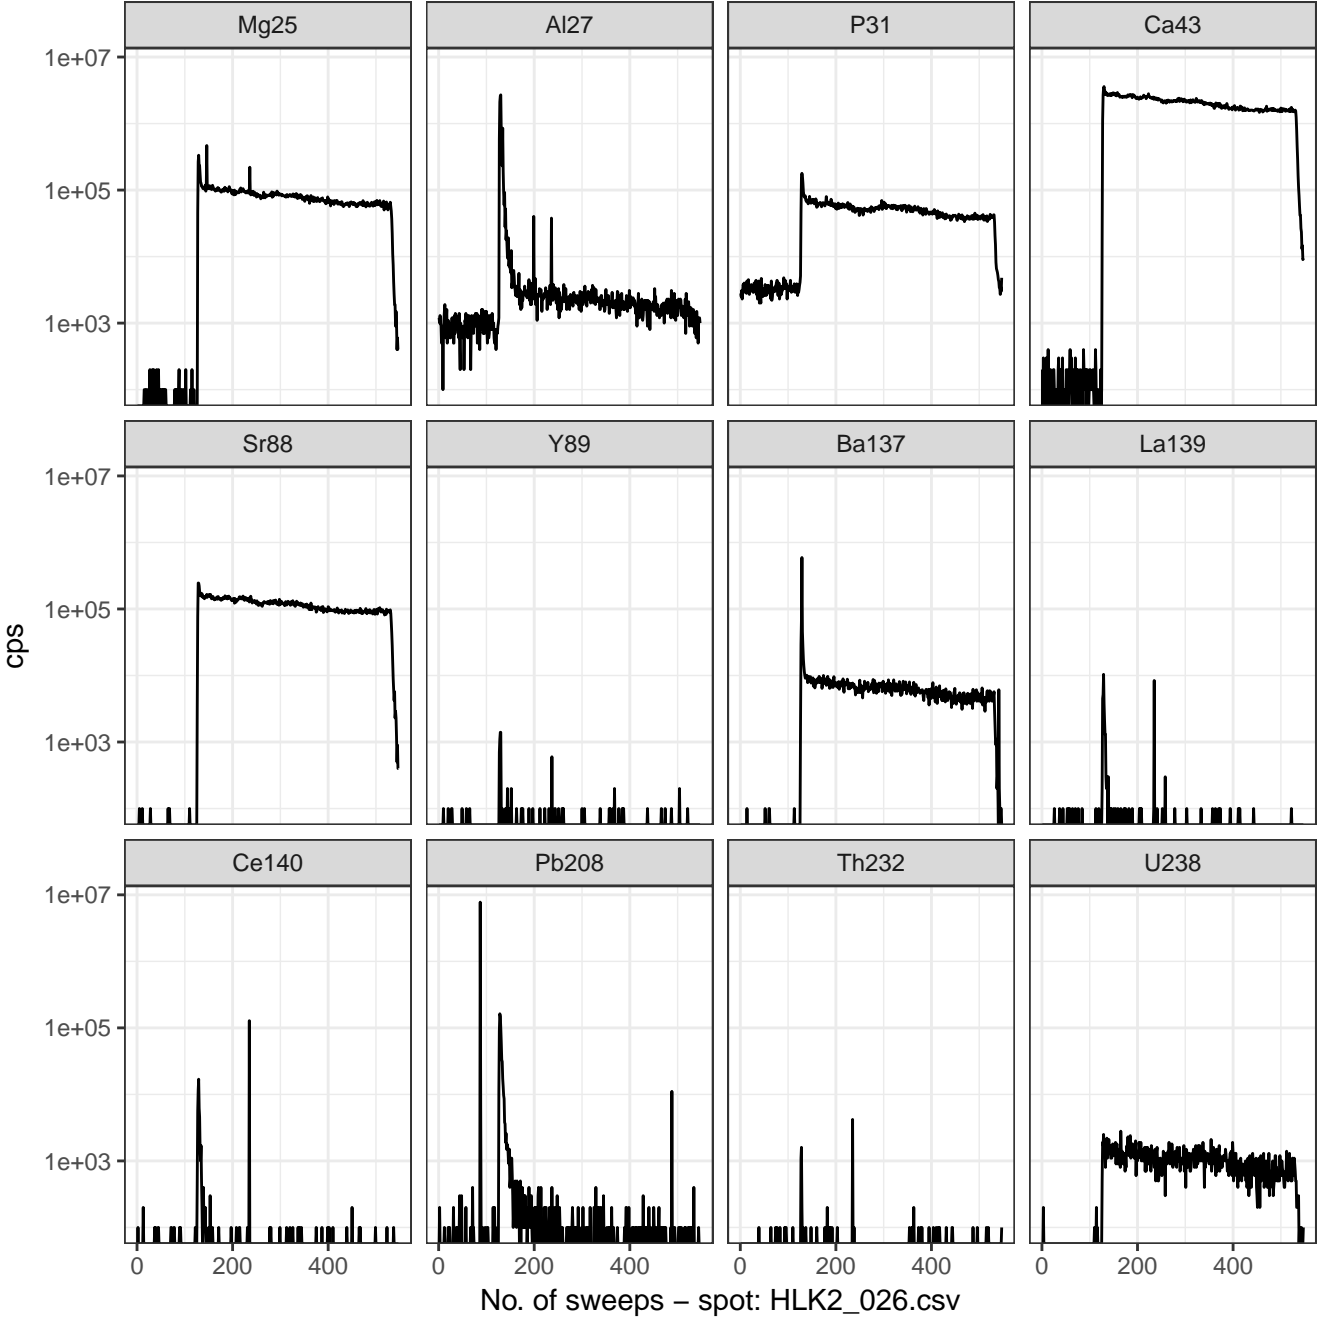 Mg25 Al27 P31 Ca43
1e+07
1e+05
1e+03
Sr88 Y89 Ba137 La139
1e+07
1e+05
1e+03
cps
Ce140 Pb208 Th232 U238
1e+07
1e+05
1e+03
0 200 400 0 200 400 0 200 400 0 200 400
No. of sweeps − spot: HLK2_026.csv